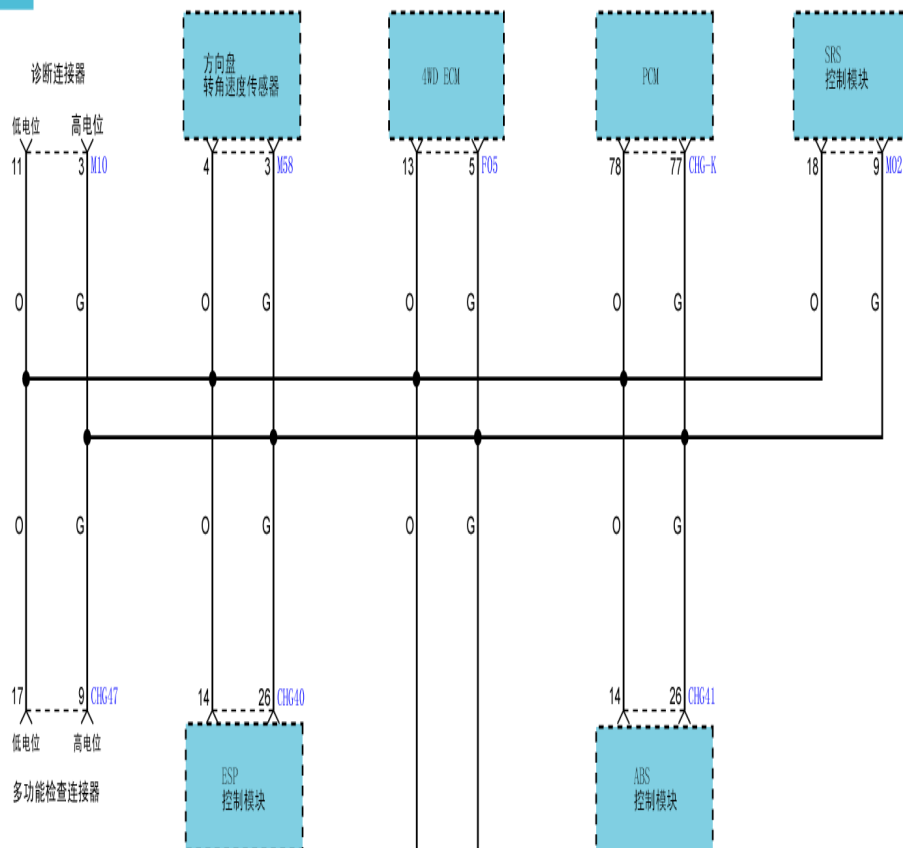 诊断连接器
低电位 高电位
11 3 M10
方向盘
转角速度传感器
4 3 M58
4WD ECM
13 5 F05
PCM
78 77 CHG-K
SRS
控制模块
18 9 M02
O G O G O G O G O G
O G O G O G O G
17 9 CHG47
低电位 高电位
多功能检查连接器
14 26 CHG40
ESP
控制模块
14 26 CHG41
ABS
控制模块